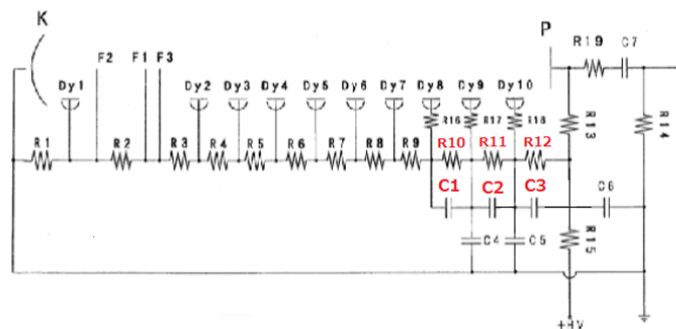 K
P
R19 C7
F2 F1 F3
Dy1 Dy2 Dy3 Dy4 Dy5 Dy6 Dy7 Dy8 Dy9 Dy10
R16 R17 R18 R13 R14
R1 R2 R3 R4 R5 R6 R7 R8 R9 R10 R11 R12
C1 C2 C3 C6
C4 C5 R15
+HV